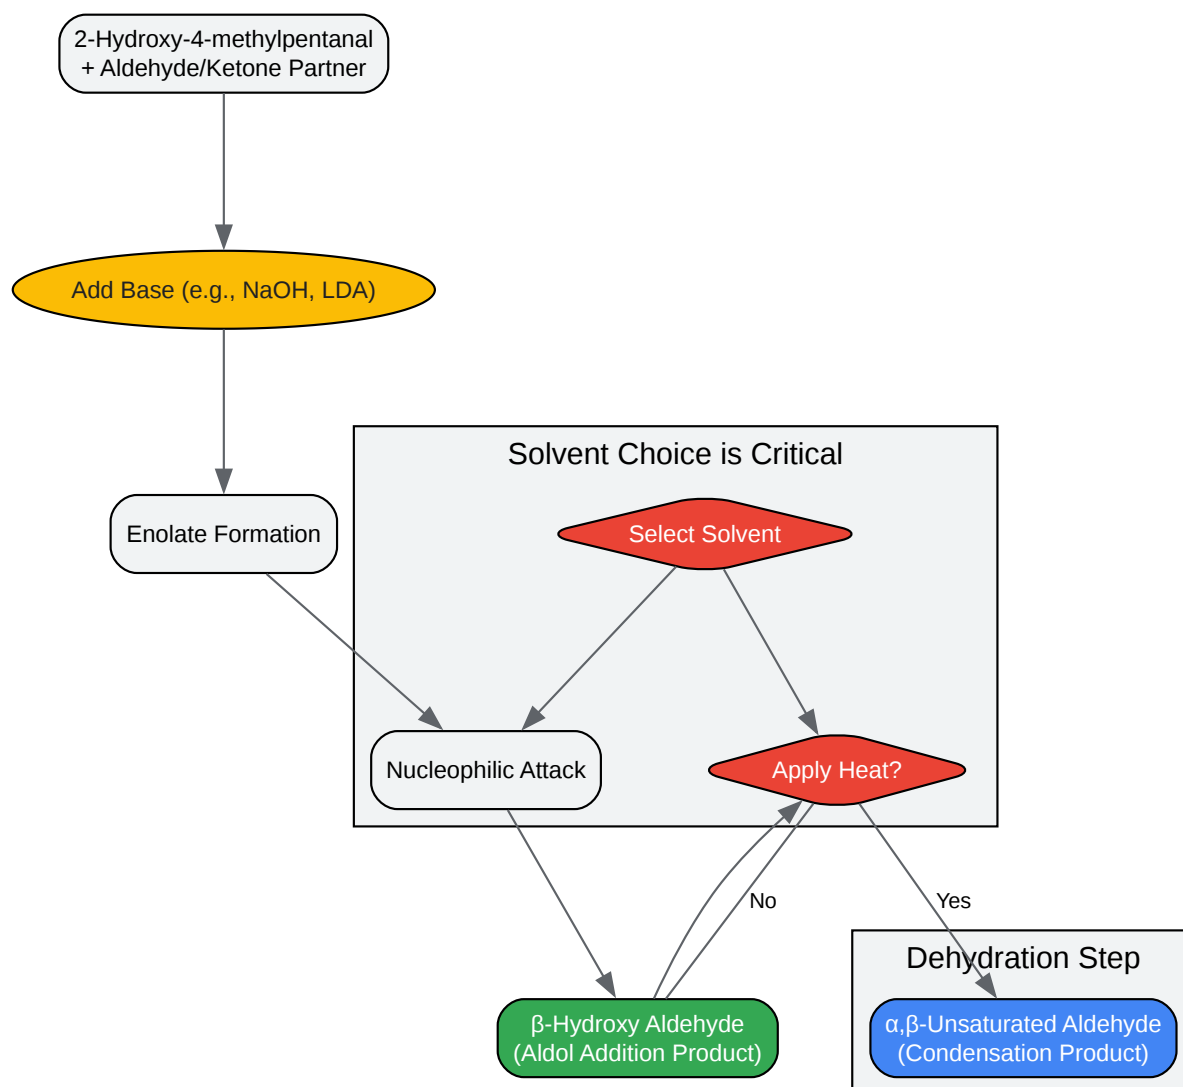 2-Hydroxy-4-methylpentanal
+ Aldehyde/Ketone Partner
Add Base (e.g., NaOH, LDA)
Solvent Choice is Critical
Enolate Formation
Select Solvent
Nucleophilic Attack
Apply Heat?
No
Yes
Dehydration Step
β-Hydroxy Aldehyde
(Aldol Addition Product)
α,β-Unsaturated Aldehyde
(Condensation Product)